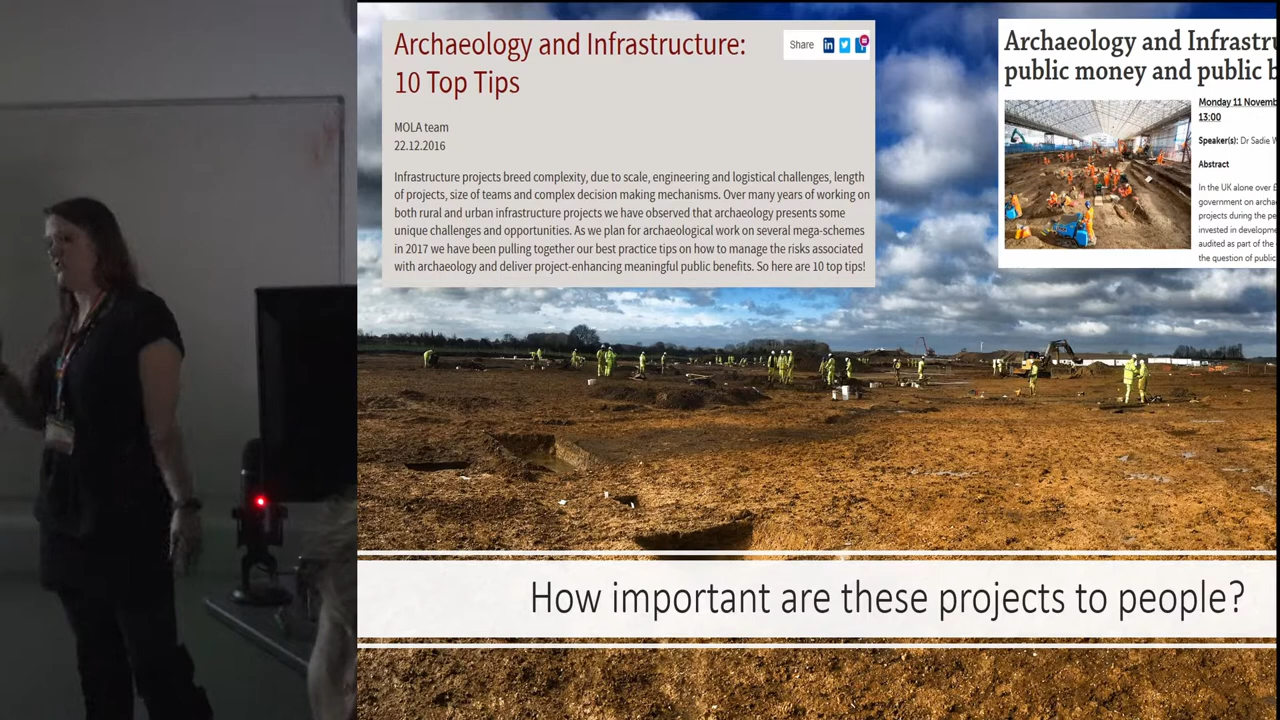 Archaeology and Infrastructure:
10 Top Tips
Share
MOLA team
22.12.2016
Infrastructure projects breed complexity, due to scale, engineering and logistical challenges, length
of projects, size of teams and complex decision making mechanisms. Over many years of working on
both rural and urban infrastructure projects we have observed that archaeology presents some
unique challenges and opportunities. As we plan for archaeological work on several mega-schemes
in 2017 we have been pulling together our best practice tips on how to manage the risks associated
with archaeology and deliver project-enhancing meaningful public benefits. So here are 10 top tips!
Archaeology and Infrastru
public money and public b
Monday 11 Novemb
13:00
Speaker(s): Dr Sadie W
Abstract
In the UK alone over £
government on archa
projects during the pe
invested in developme
audited as part of the
the question of public
How important are these projects to people?